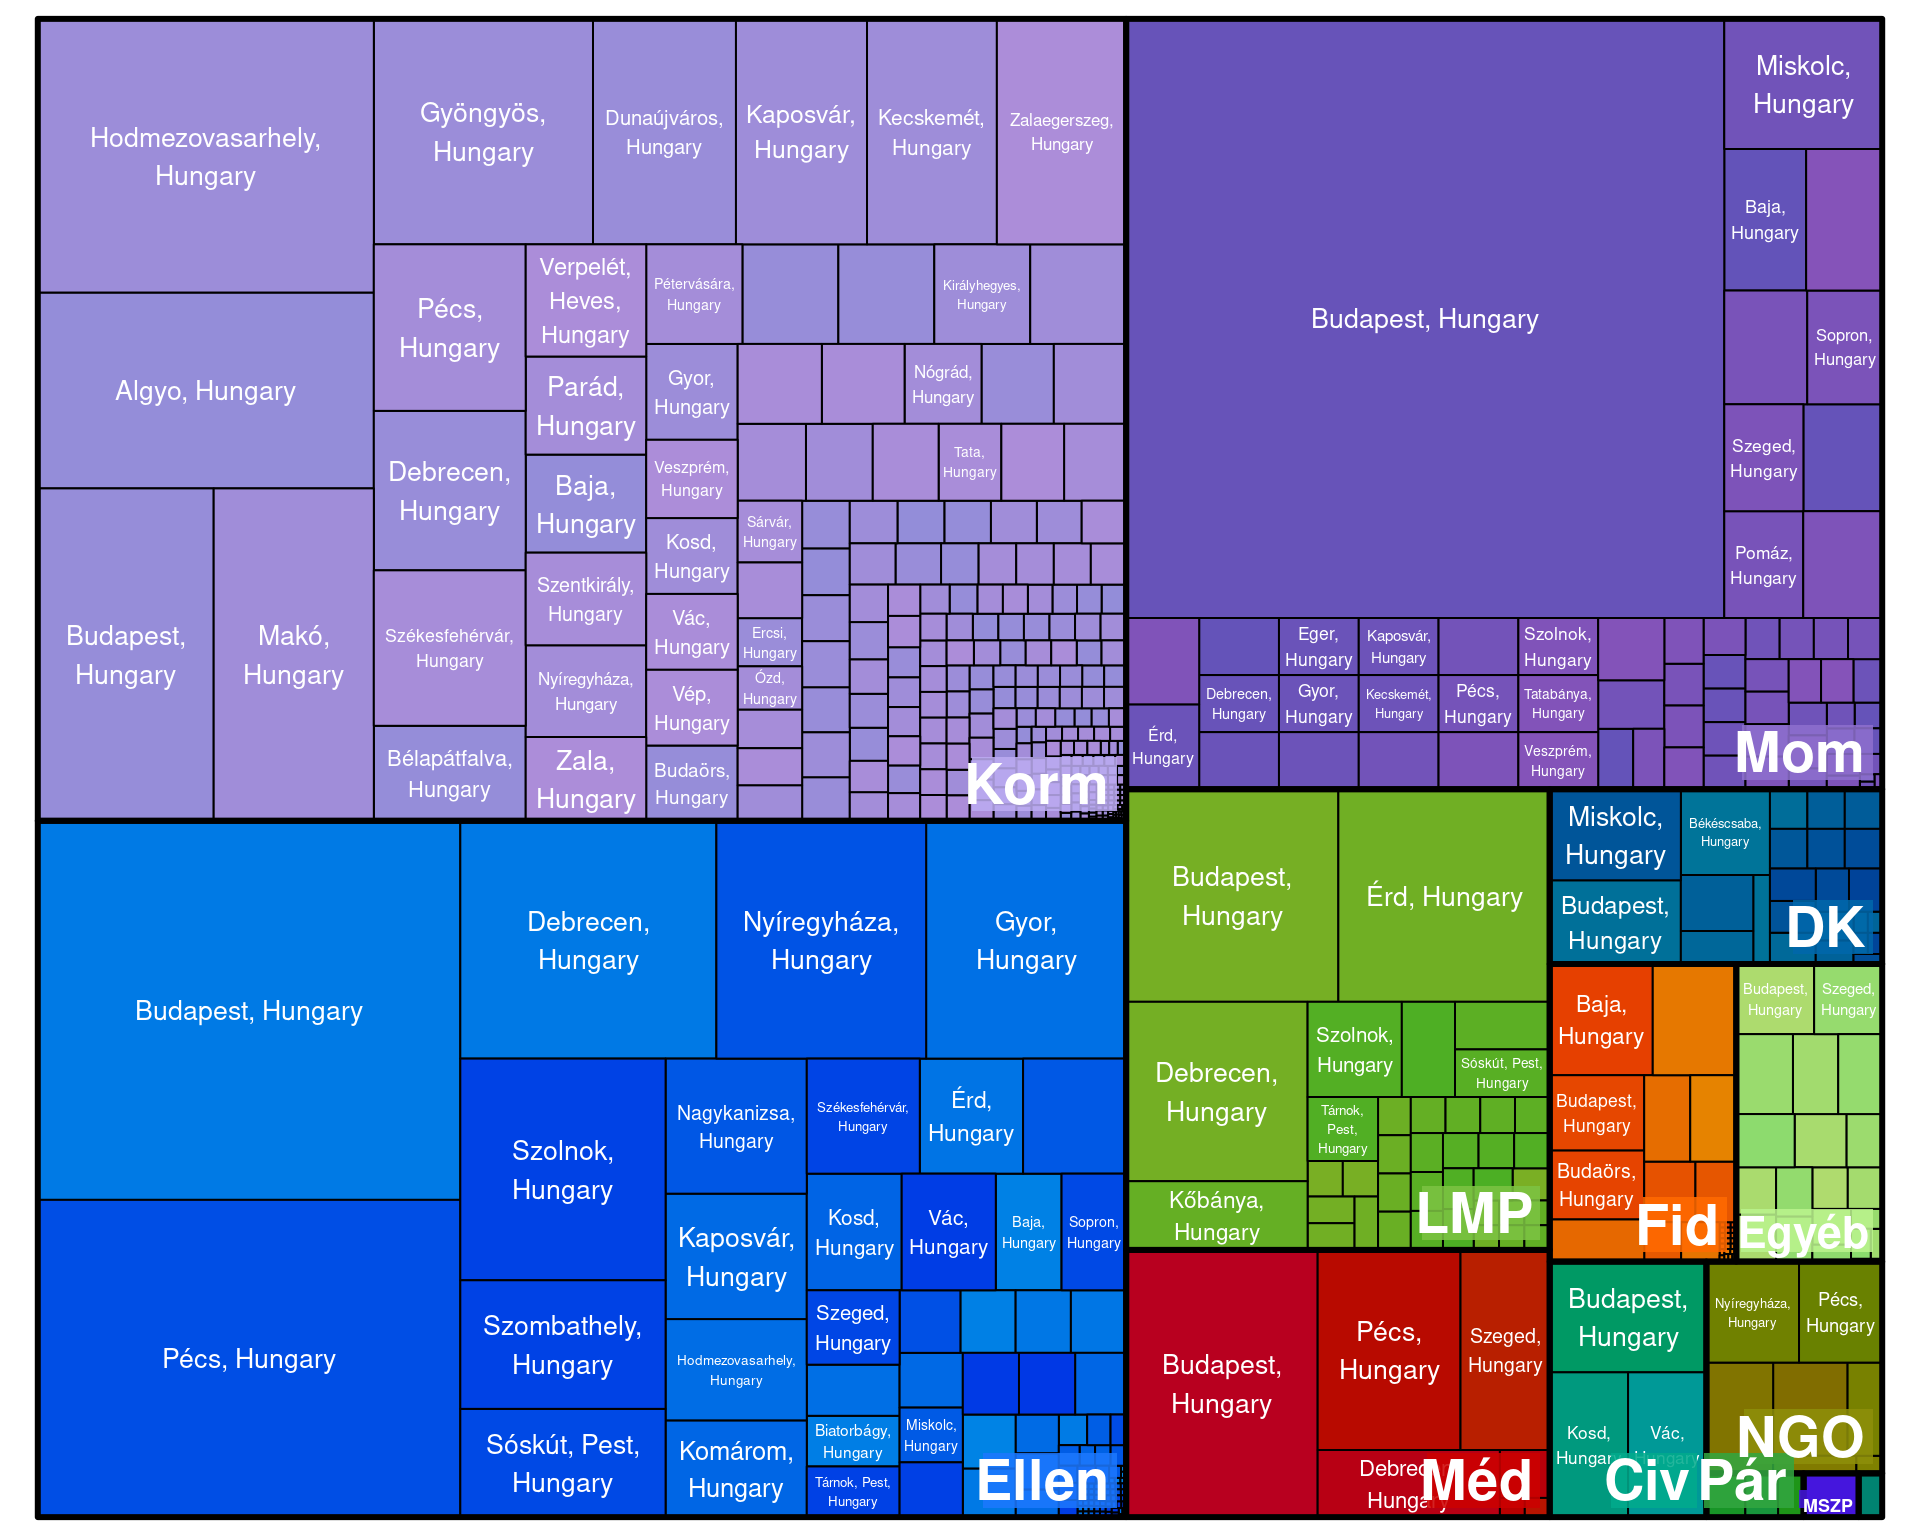 Hodmezovasarhely,
Hungary
Algyo, Hungary
Budapest,
Hungary
Makó,
Hungary
Gyöngyös,
Hungary
Dunaújváros,
Hungary
Kaposvár,
Hungary
Kecskemét,
Hungary
Zalaegerszeg,
Hungary
Pécs,
Hungary
Debrecen,
Hungary
Székesfehérvár,
Hungary
Bélapátfalva,
Hungary
Verpelét,
Heves,
Hungary
Parád,
Hungary
Baja,
Hungary
Szentkirály,
Hungary
Nyíregyháza,
Hungary
Zala,
Hungary
Pétervására,
Hungary
Királyhegyes,
Hungary
Gyor,
Hungary
Veszprém,
Hungary
Kosd,
Hungary
Vác,
Hungary
Vép,
Hungary
Budaörs,
Hungary
Nógrád,
Hungary
Tata,
Hungary
Sárvár,
Hungary
Ercsi,
Hungary
Ózd,
Hungary
Korm
Budapest, Hungary
Miskolc,
Hungary
Baja,
Hungary
Sopron,
Hungary
Szeged,
Hungary
Pomáz,
Hungary
Érd,
Hungary
Debrecen,
Hungary
Eger,
Hungary
Gyor,
Hungary
Kaposvár,
Hungary
Kecskemét,
Hungary
Pécs,
Hungary
Szolnok,
Hungary
Tatabánya,
Hungary
Veszprém,
Hungary
Mom
Budapest, Hungary
Pécs, Hungary
Debrecen,
Hungary
Nyíregyháza,
Hungary
Gyor,
Hungary
Szolnok,
Hungary
Szombathely,
Hungary
Sóskút, Pest,
Hungary
Nagykanizsa,
Hungary
Kaposvár,
Hungary
Hodmezovasarhely,
Hungary
Komárom,
Hungary
Székesfehérvár,
Hungary
Érd,
Hungary
Kosd,
Hungary
Vác,
Hungary
Baja,
Hungary
Sopron,
Hungary
Szeged,
Hungary
Biatorbágy,
Hungary
Tárnok, Pest,
Hungary
Miskolc,
Hungary
Ellen
Budapest,
Hungary
Érd, Hungary
Debrecen,
Hungary
Kőbánya,
Hungary
Szolnok,
Hungary
Sóskút, Pest,
Hungary
Tárnok,
Pest,
Hungary
LMP
Miskolc,
Hungary
Budapest,
Hungary
Békéscsaba,
Hungary
DK
Baja,
Hungary
Budapest,
Hungary
Budaörs,
Hungary
Fid
Budapest,
Hungary
Szeged,
Hungary
Egyéb
Budapest,
Hungary
Pécs,
Hungary
Szeged,
Hungary
Debrecen,
Hungary
Méd
Budapest,
Hungary
Kosd,
Hungary
Vác,
Hungary
Civ
Pár
Nyíregyháza,
Hungary
Pécs,
Hungary
NGO
MSZP